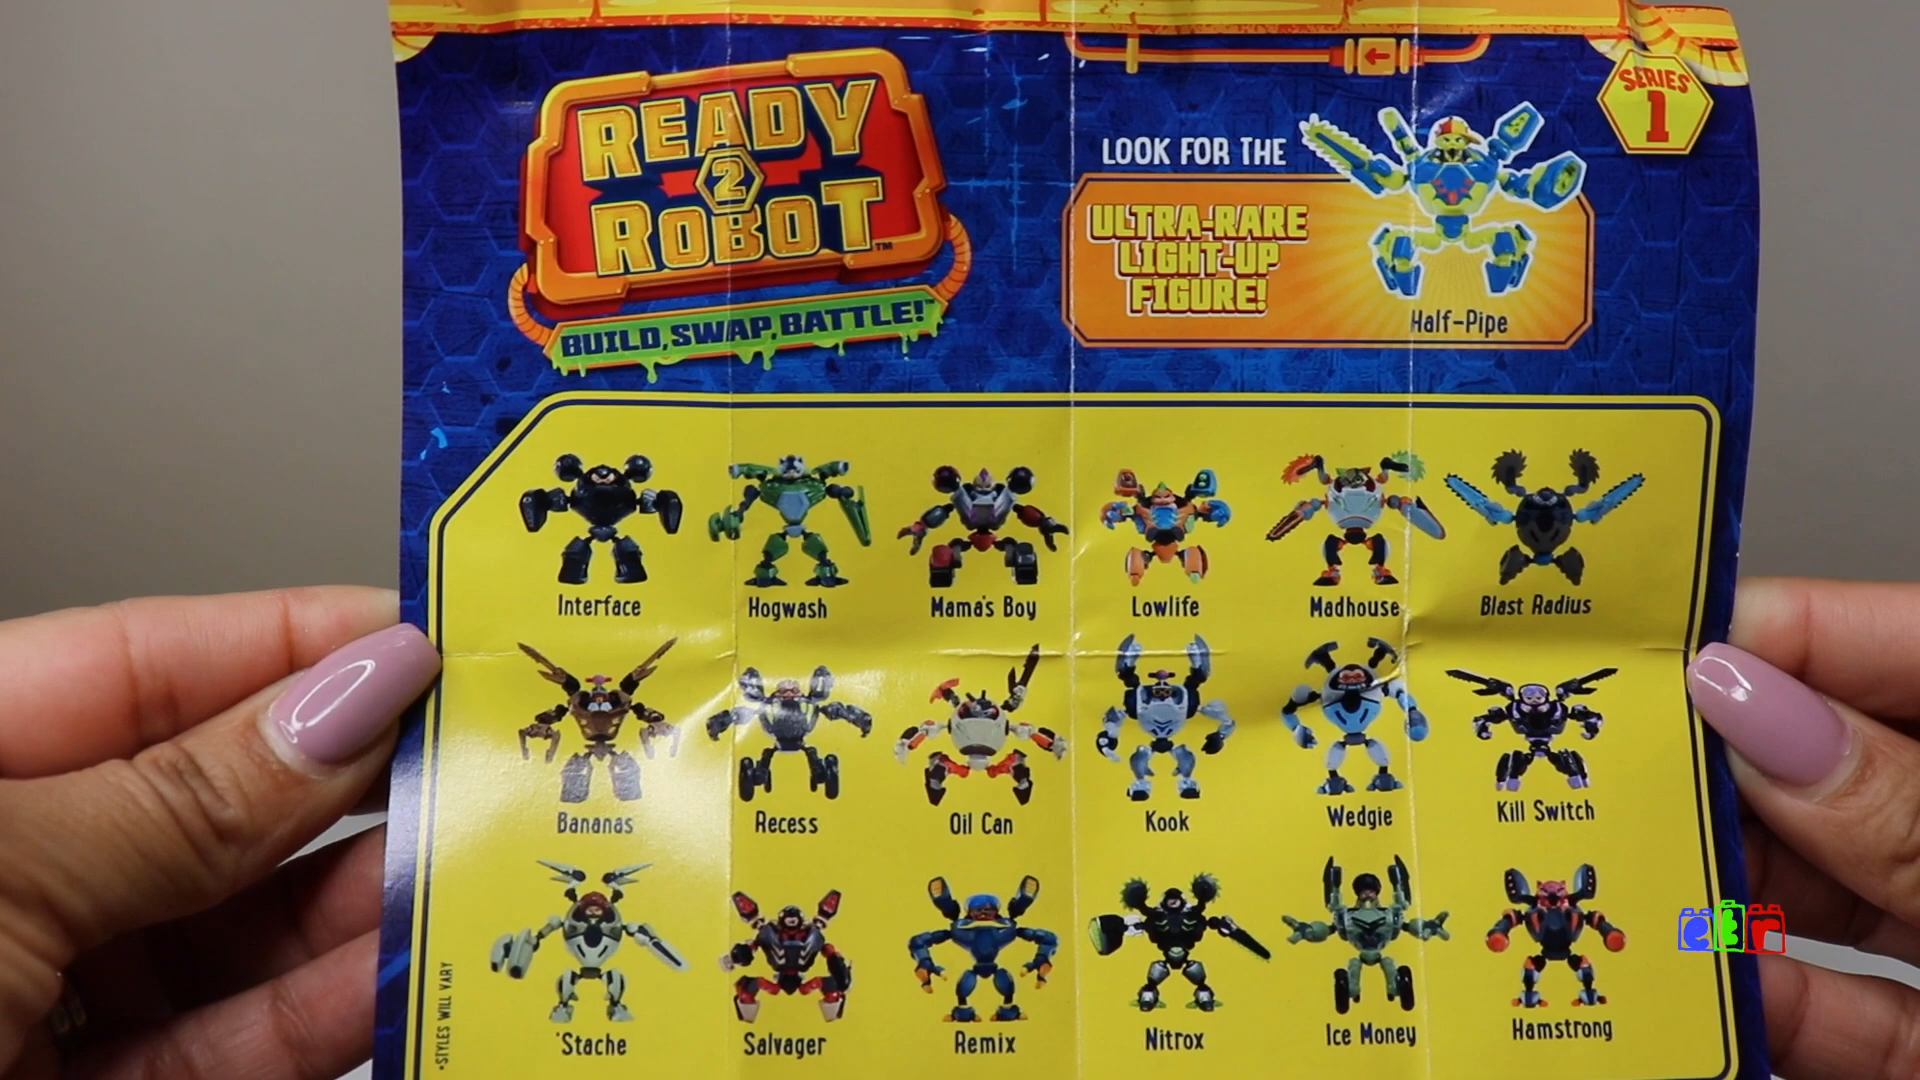 READY
2
ROBOT™
BUILD, SWAP, BATTLE!™
LOOK FOR THE
ULTRA-RARE
LIGHT-UP
FIGURE!
Half-Pipe
SERIES
1
Interface Hogwash Mama's Boy Lowlife Madhouse Blast Radius
Bananas Recess Oil Can Kook Wedgie Kill Switch
'Stache Salvager Remix Nitrox Ice Money Hamstrong
*STYLES WILL VARY
etr